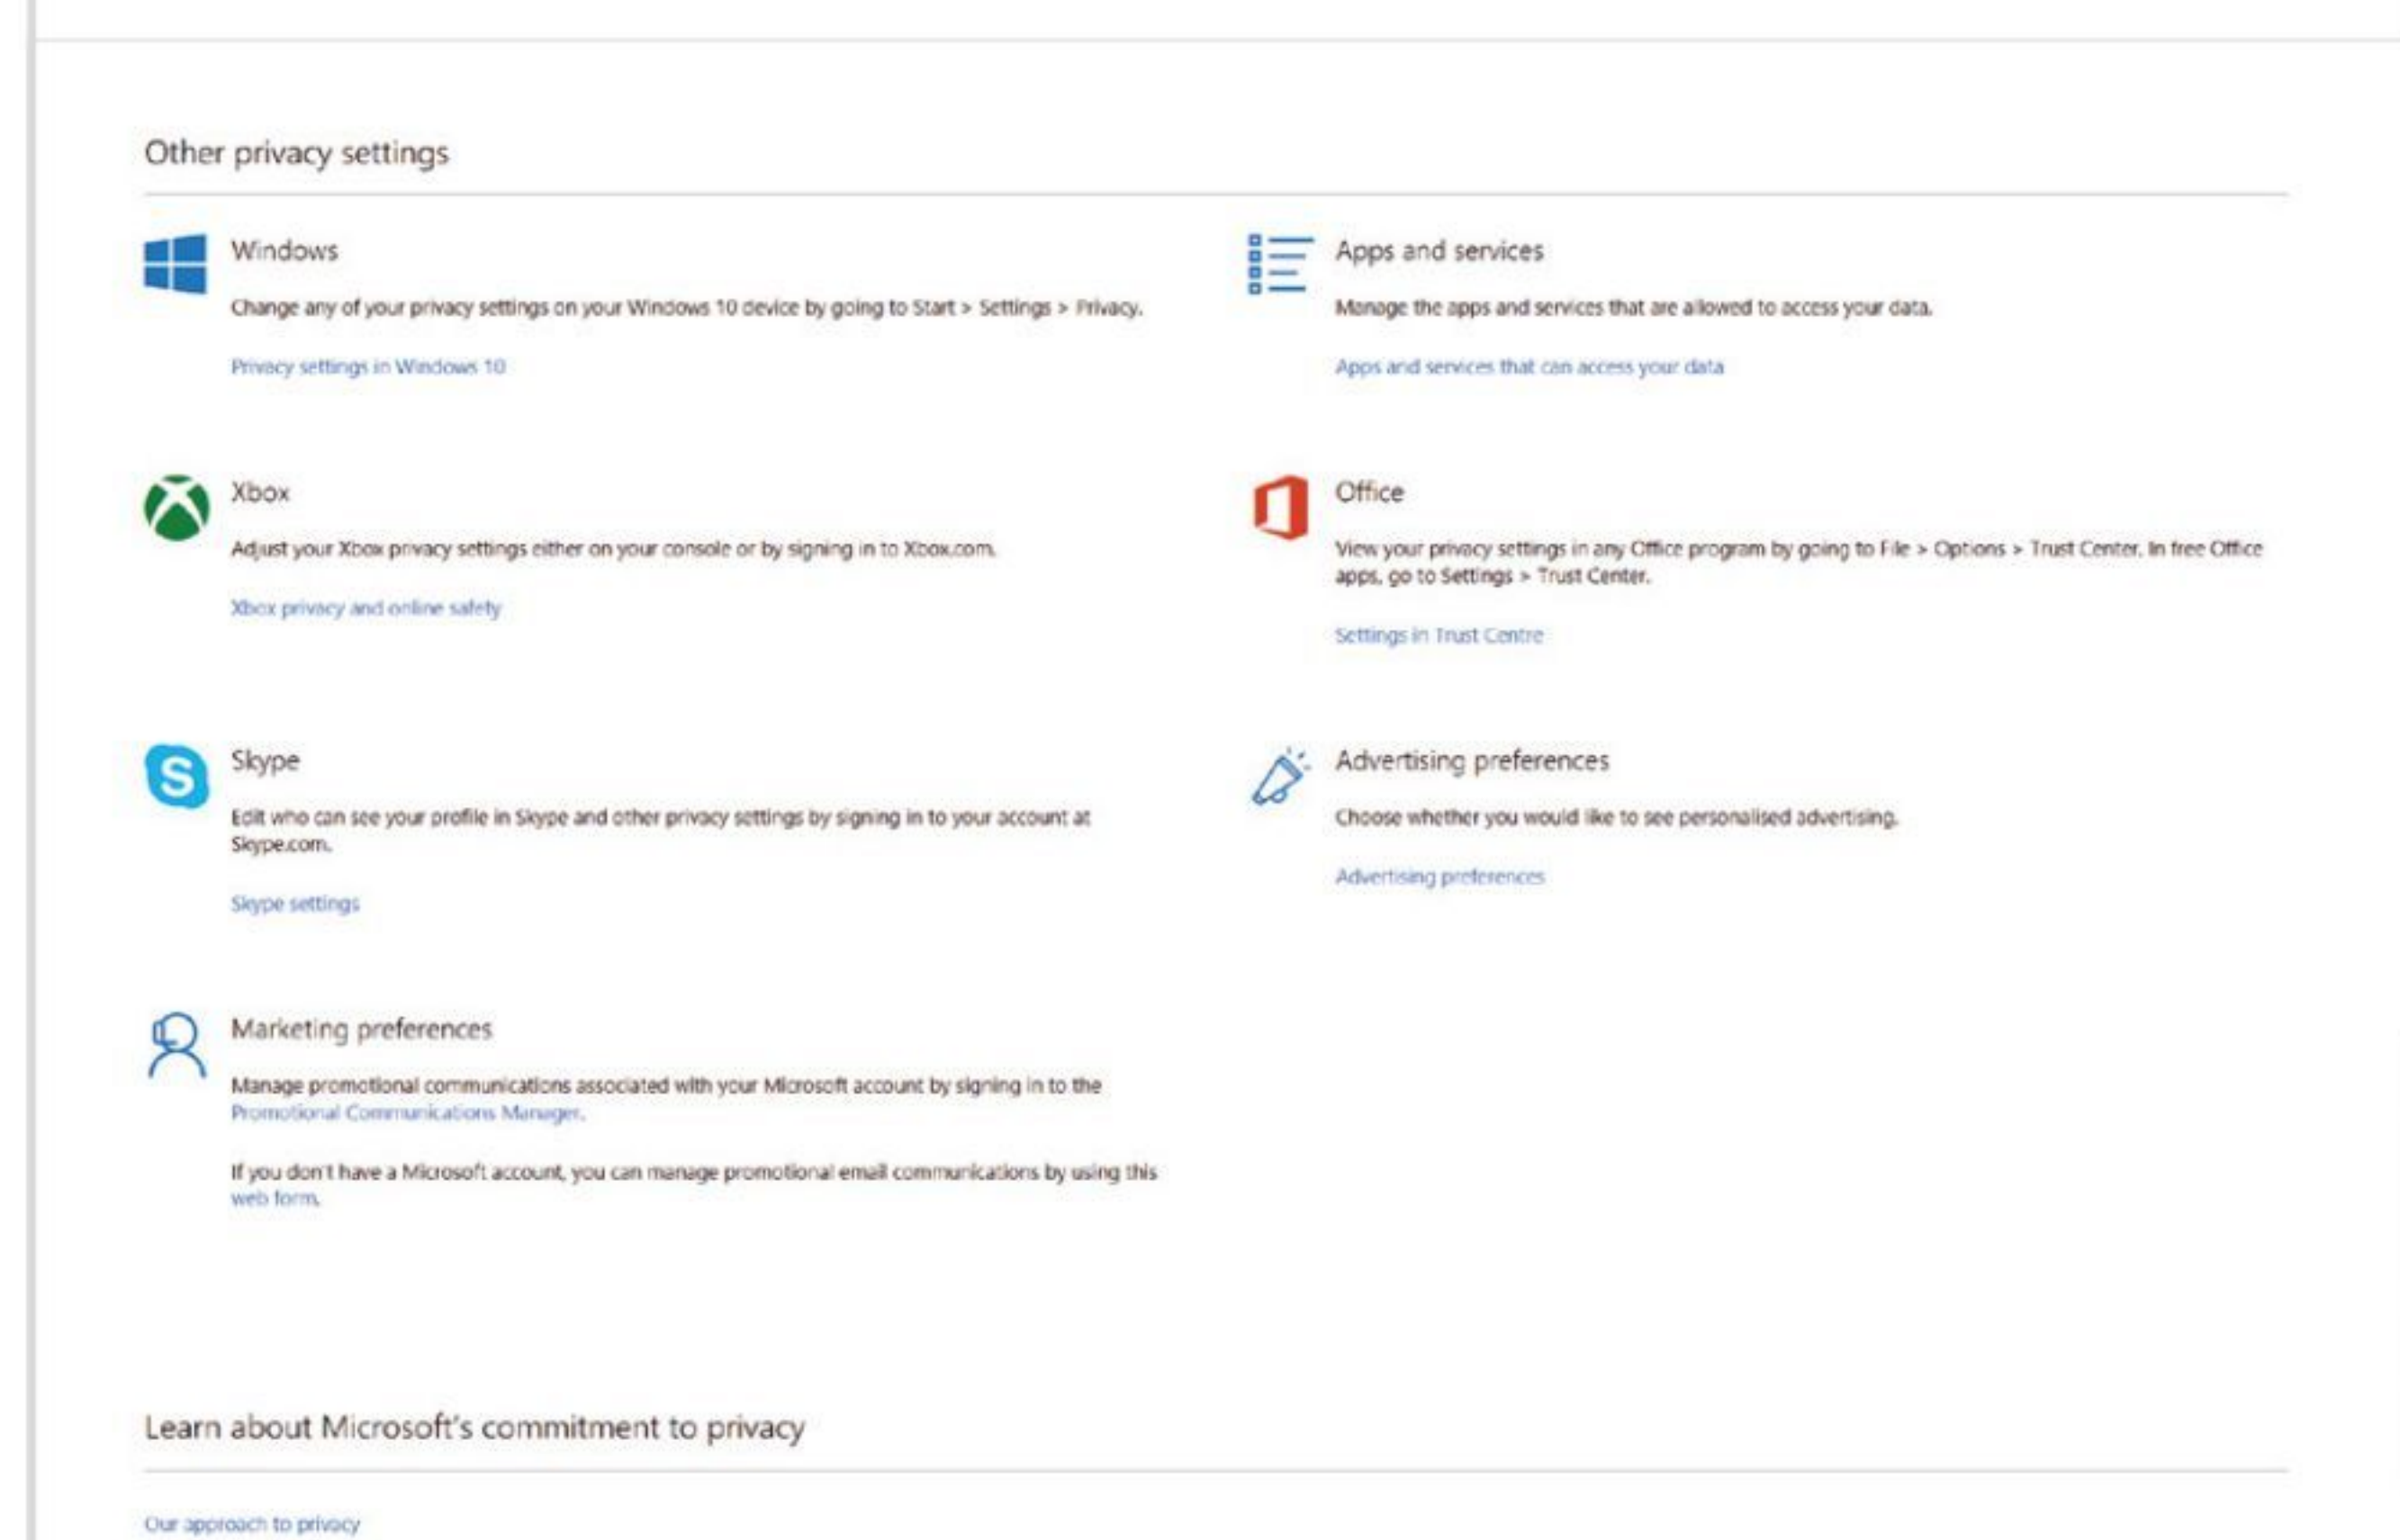 Other privacy settings
Windows
Change any of your privacy settings on your Windows 10 device by going to Start > Settings > Privacy.
Privacy settings in Windows 10
Apps and services
Manage the apps and services that are allowed to access your data.
Apps and services that can access your data
Xbox
Adjust your Xbox privacy settings either on your console or by signing in to Xbox.com.
Xbox privacy and online safety
Office
View your privacy settings in any Office program by going to File > Options > Trust Center. In free Office
apps, go to Settings > Trust Center.
Settings in Trust Centre
Skype
Edit who can see your profile in Skype and other privacy settings by signing in to your account at
Skype.com.
Skype settings
Advertising preferences
Choose whether you would like to see personalised advertising.
Advertising preferences
Marketing preferences
Manage promotional communications associated with your Microsoft account by signing in to the
Promotional Communications Manager.
If you don't have a Microsoft account, you can manage promotional email communications by using this
web form.
Learn about Microsoft's commitment to privacy
Our approach to privacy